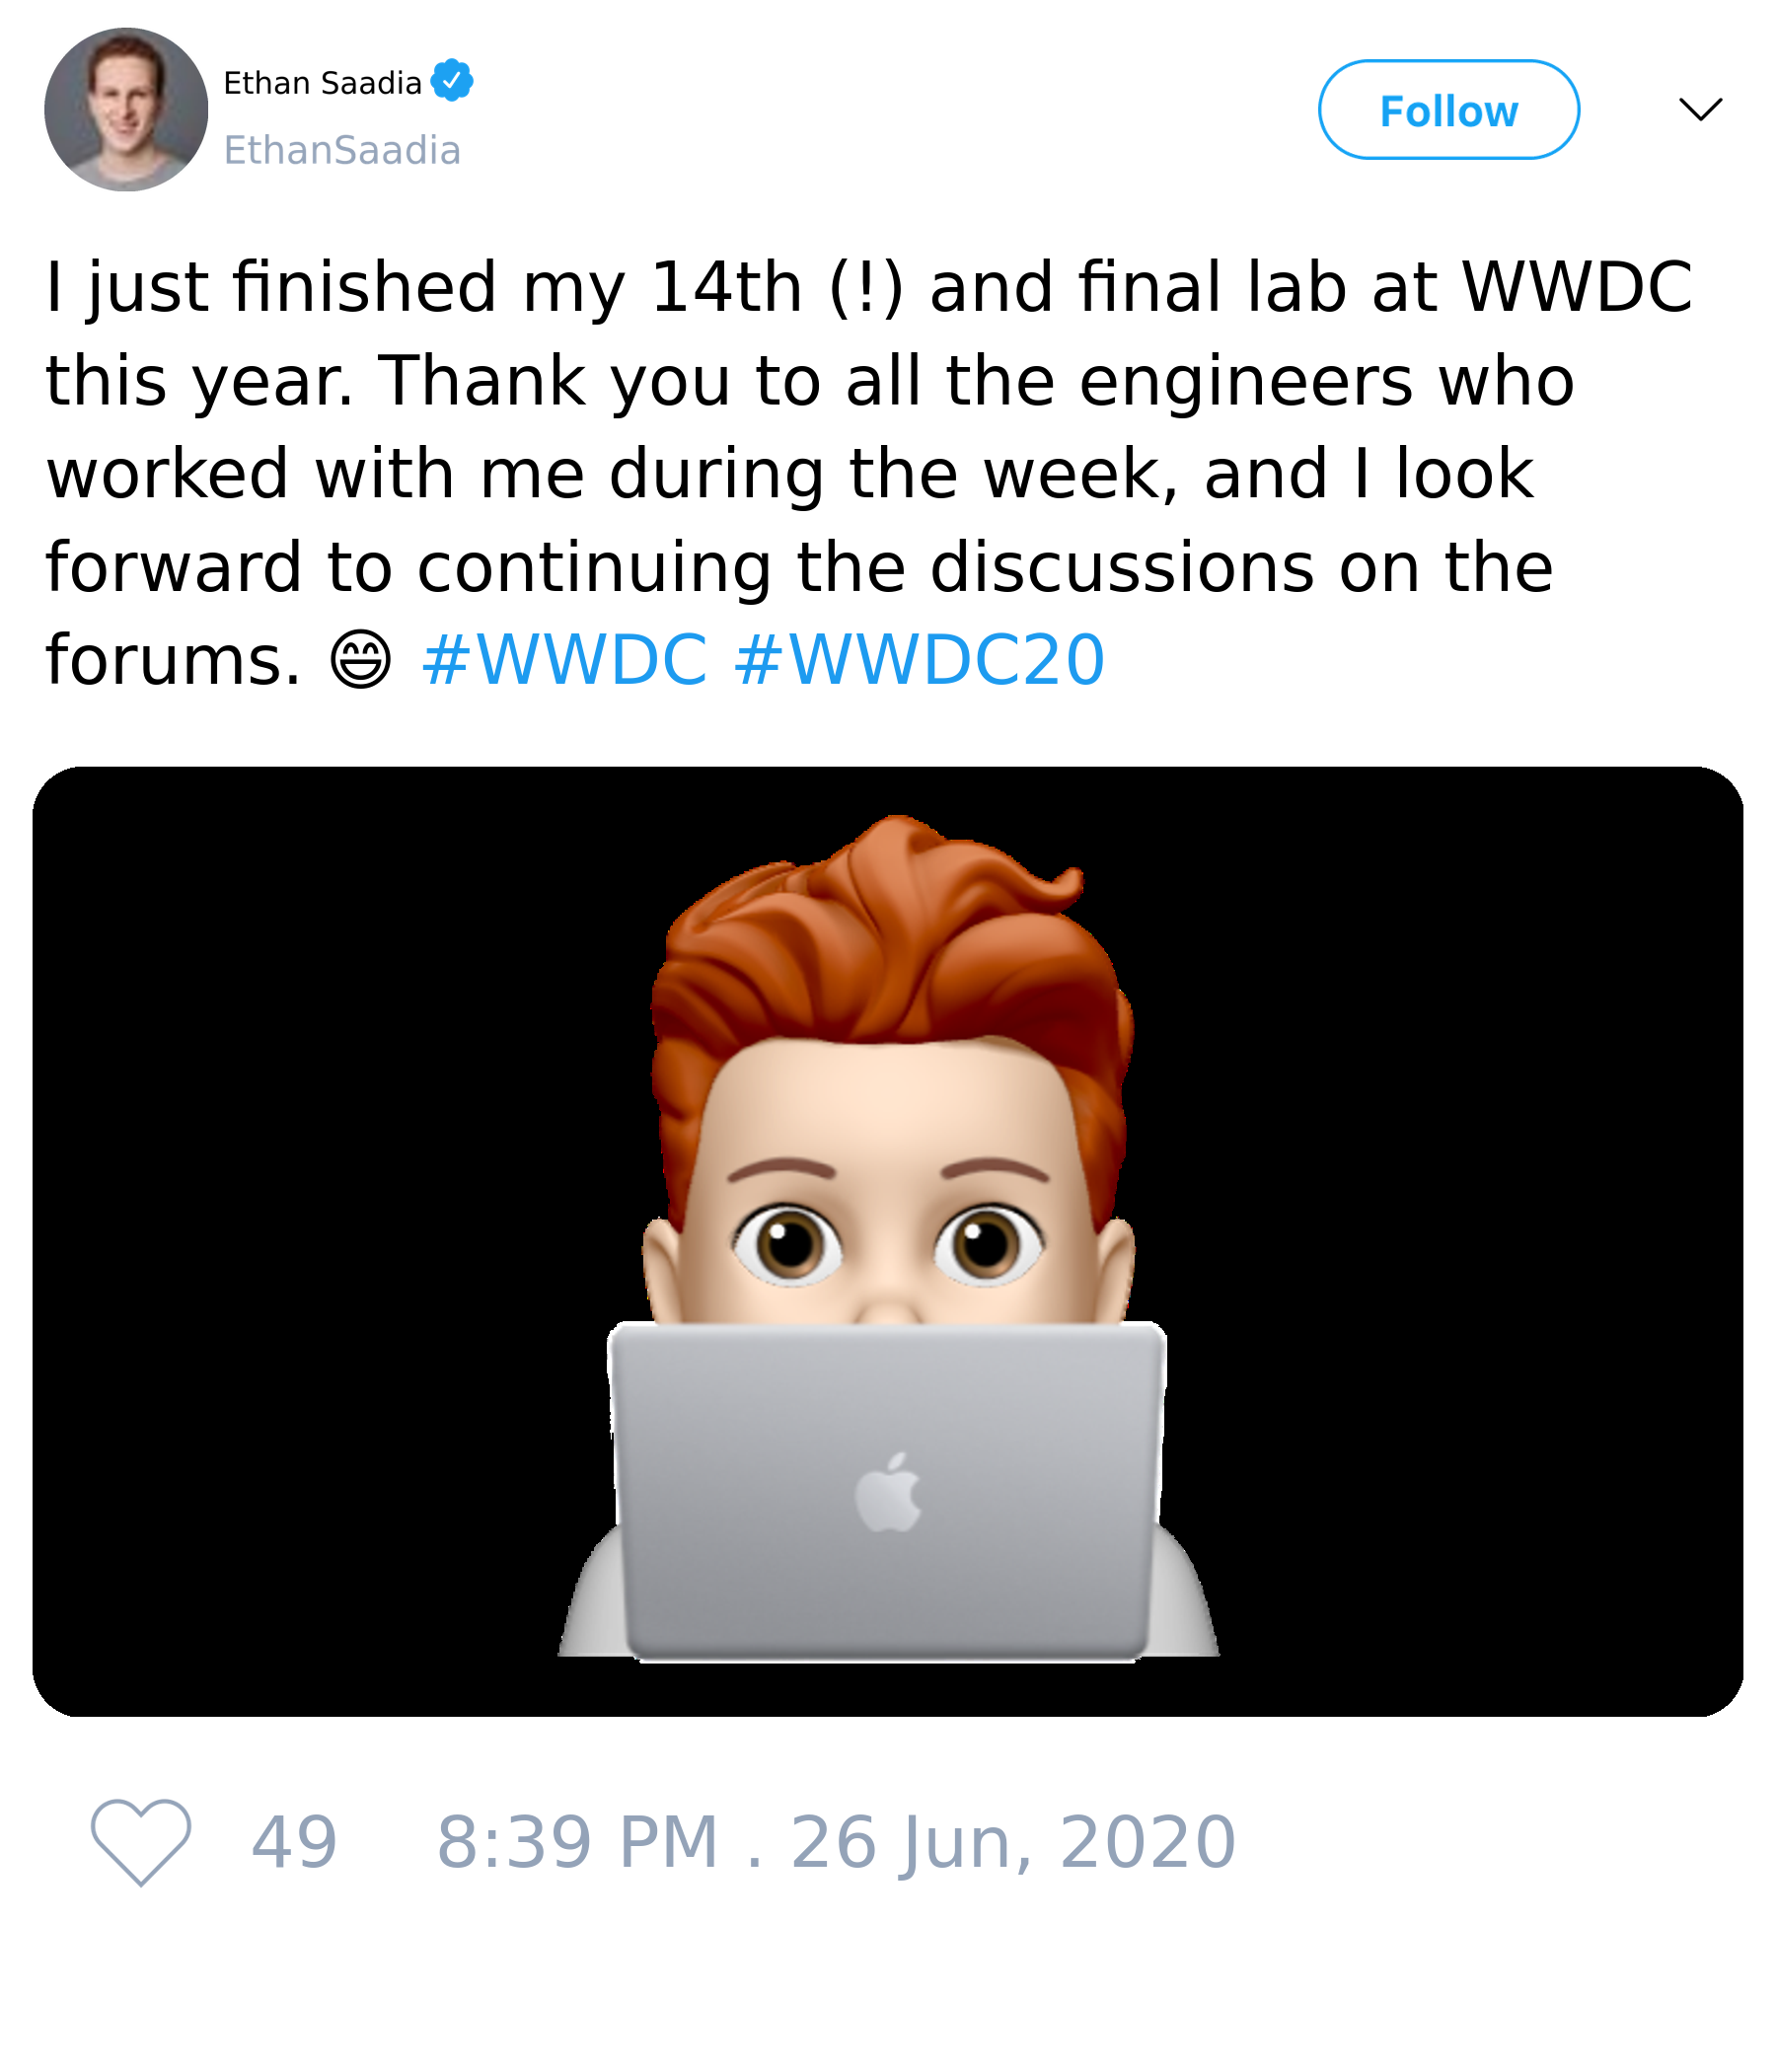 Ethan Saadia
EthanSaadia
Follow
I just finished my 14th (!) and final lab at WWDC
this year. Thank you to all the engineers who
worked with me during the week, and I look
forward to continuing the discussions on the
forums. 😄 #WWDC #WWDC20
49 8:39 PM . 26 Jun, 2020